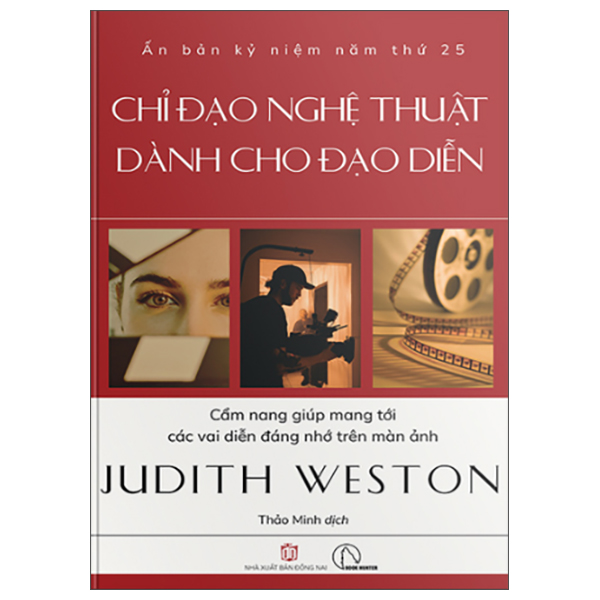 Ấn bản kỷ niệm năm thứ 25
CHỈ ĐẠO NGHỆ THUẬT
DÀNH CHO ĐẠO DIỄN
Cẩm nang giúp mang tới
các vai diễn đáng nhớ trên màn ảnh
JUDITH WESTON
Thảo Minh dịch
NHÀ XUẤT BẢN ĐỒNG NAI
BOOK HUNTER